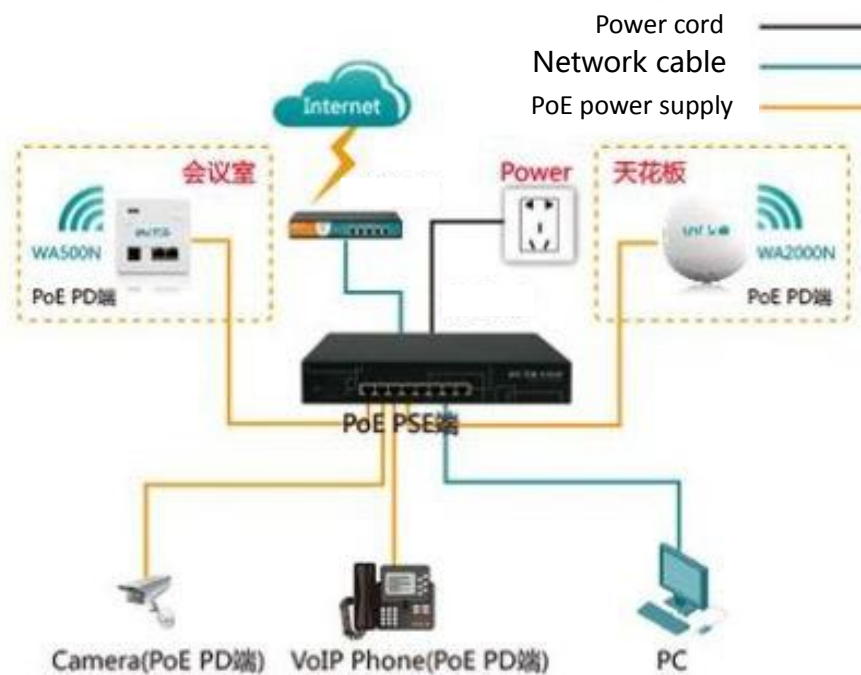 Power cord
Network cable
PoE power supply
Internet
会议室
Power
天花板
WA500N
WA2000N
PoE PD端
PoE PD端
PoE PSE端
Camera(PoE PD端)
VoIP Phone(PoE PD端)
PC